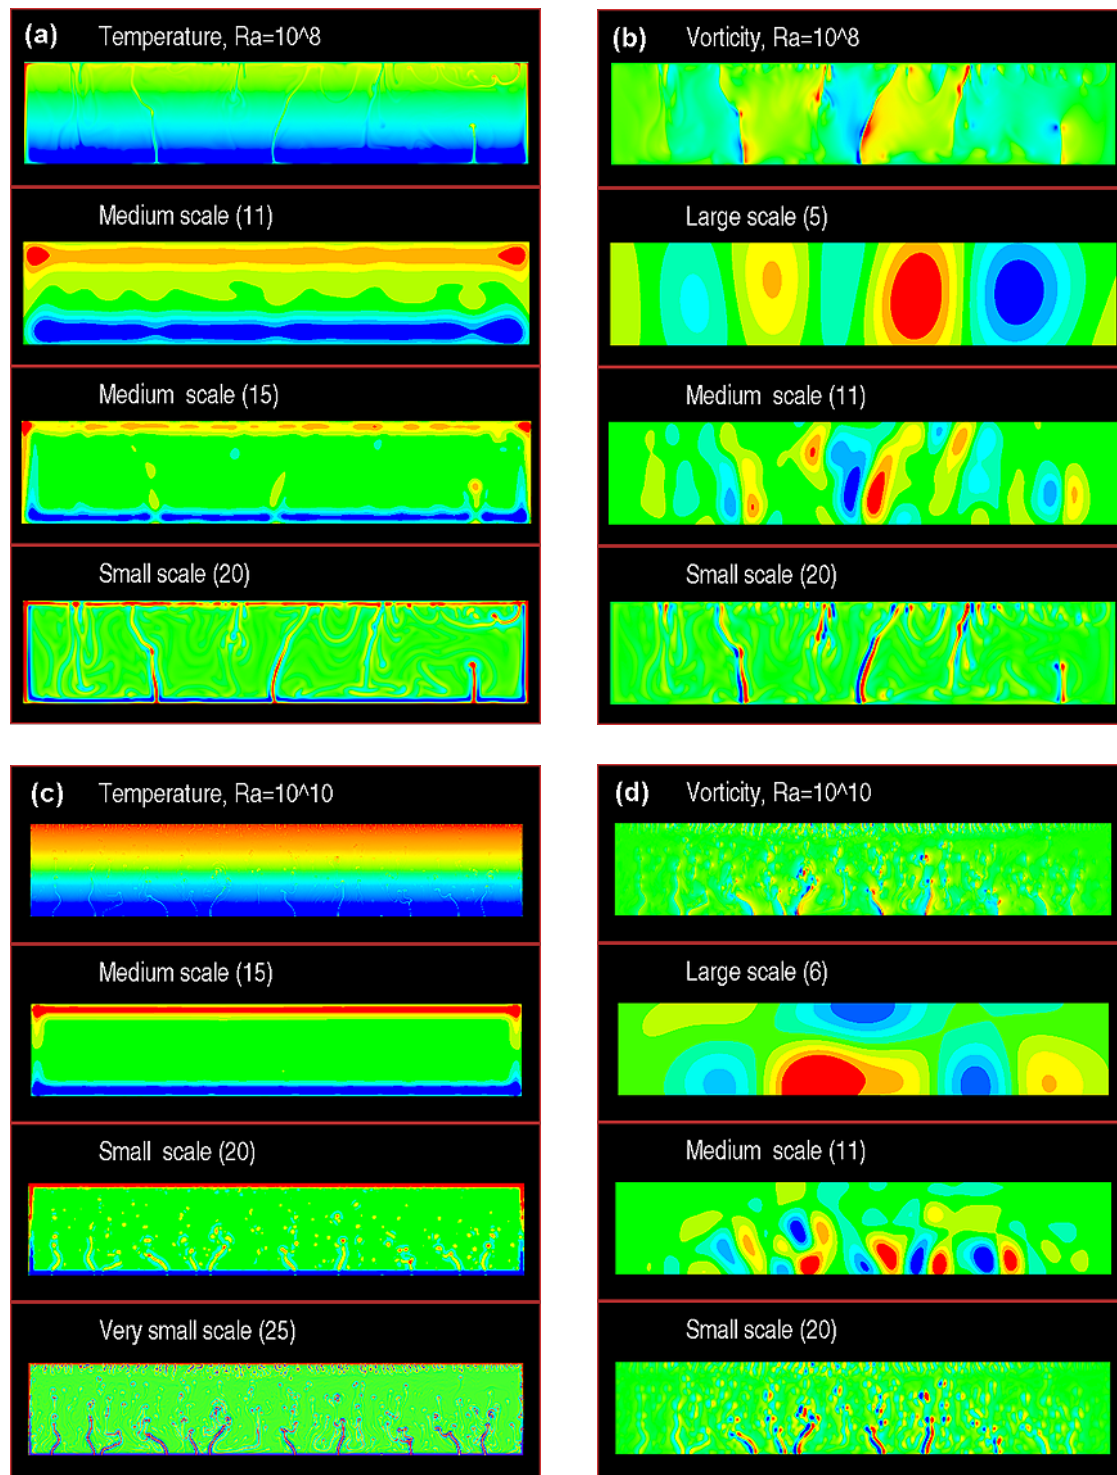 (a) Temperature, Ra=10^8
Medium scale (11)
Medium scale (15)
Small scale (20)
(b) Vorticity, Ra=10^8
Large scale (5)
Medium scale (11)
Small scale (20)
(c) Temperature, Ra=10^10
Medium scale (15)
Small scale (20)
Very small scale (25)
(d) Vorticity, Ra=10^10
Large scale (6)
Medium scale (11)
Small scale (20)